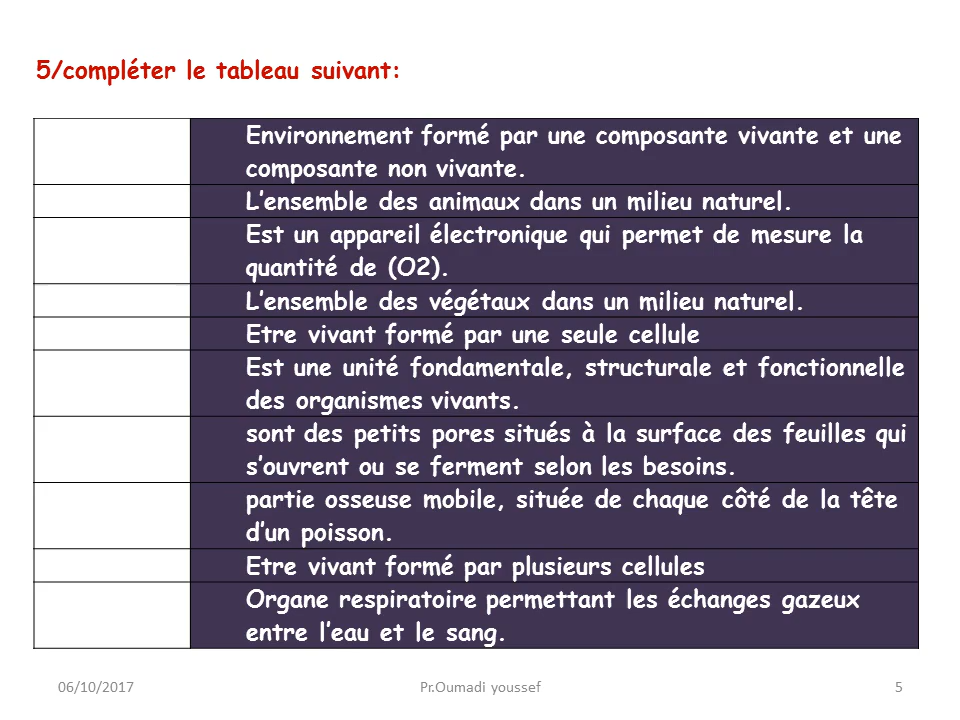 5/compléter le tableau suivant:
Environnement formé par une composante vivante et une
composante non vivante.
L’ensemble des animaux dans un milieu naturel.
Est un appareil électronique qui permet de mesure la
quantité de (O2).
L’ensemble des végétaux dans un milieu naturel.
Etre vivant formé par une seule cellule
Est une unité fondamentale, structurale et fonctionnelle
des organismes vivants.
sont des petits pores situés à la surface des feuilles qui
s’ouvrent ou se ferment selon les besoins.
partie osseuse mobile, située de chaque côté de la tête
d’un poisson.
Etre vivant formé par plusieurs cellules
Organe respiratoire permettant les échanges gazeux
entre l’eau et le sang.
06/10/2017 Pr.Oumadi youssef 5